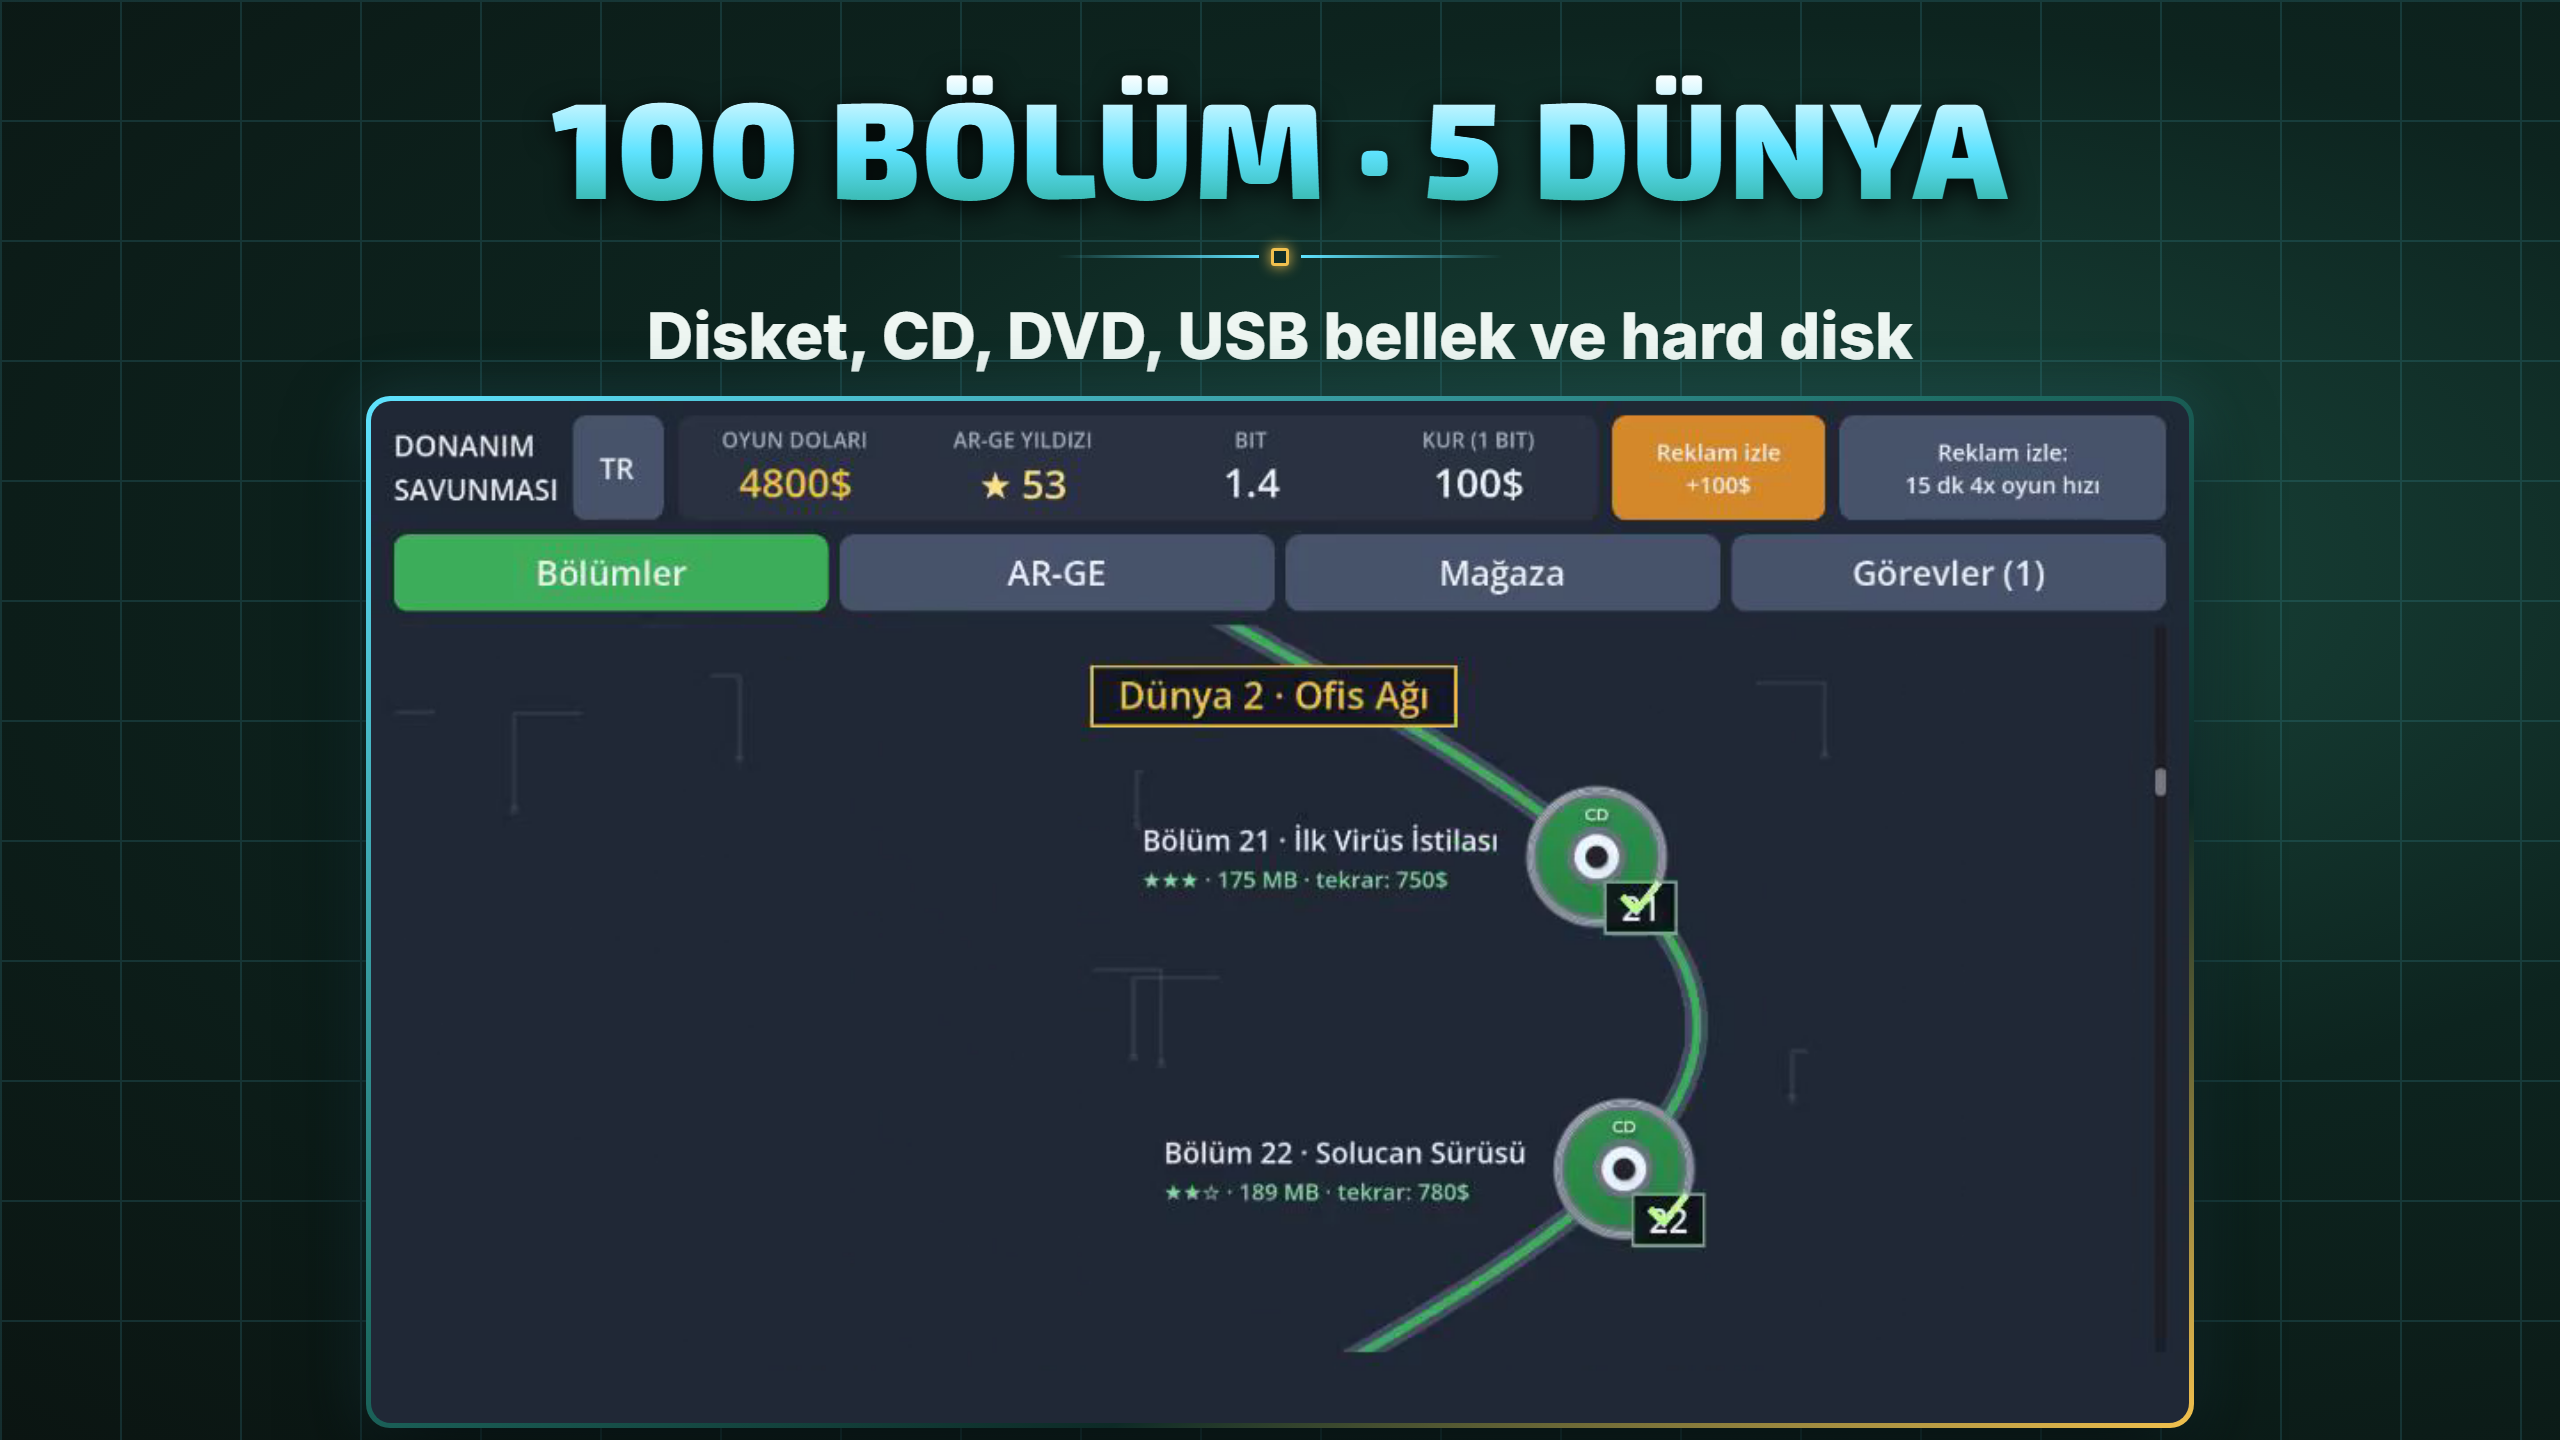 100 BÖLÜM · 5 DÜNYA
Disket, CD, DVD, USB bellek ve hard disk
DONANIM
SAVUNMASI
TR
OYUN DOLARI
4800$
AR-GE YILDIZI
★ 53
BIT
1.4
KUR (1 BIT)
100$
Reklam izle
+100$
Reklam izle:
15 dk 4x oyun hızı
Bölümler
AR-GE
Mağaza
Görevler (1)
Dünya 2 · Ofis Ağı
CD
Bölüm 21 · İlk Virüs İstilası
★★★ · 175 MB · tekrar: 750$
21
CD
Bölüm 22 · Solucan Sürüsü
★★☆ · 189 MB · tekrar: 780$
22